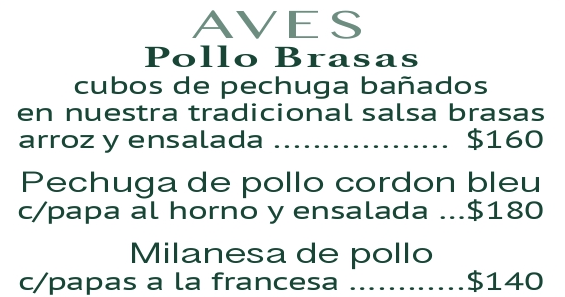 AVES
Pollo Brasas
cubos de pechuga bañados
en nuestra tradicional salsa brasas
arroz y ensalada .................. $160
Pechuga de pollo cordon bleu
c/papa al horno y ensalada ...$180
Milanesa de pollo
c/papas a la francesa ............$140